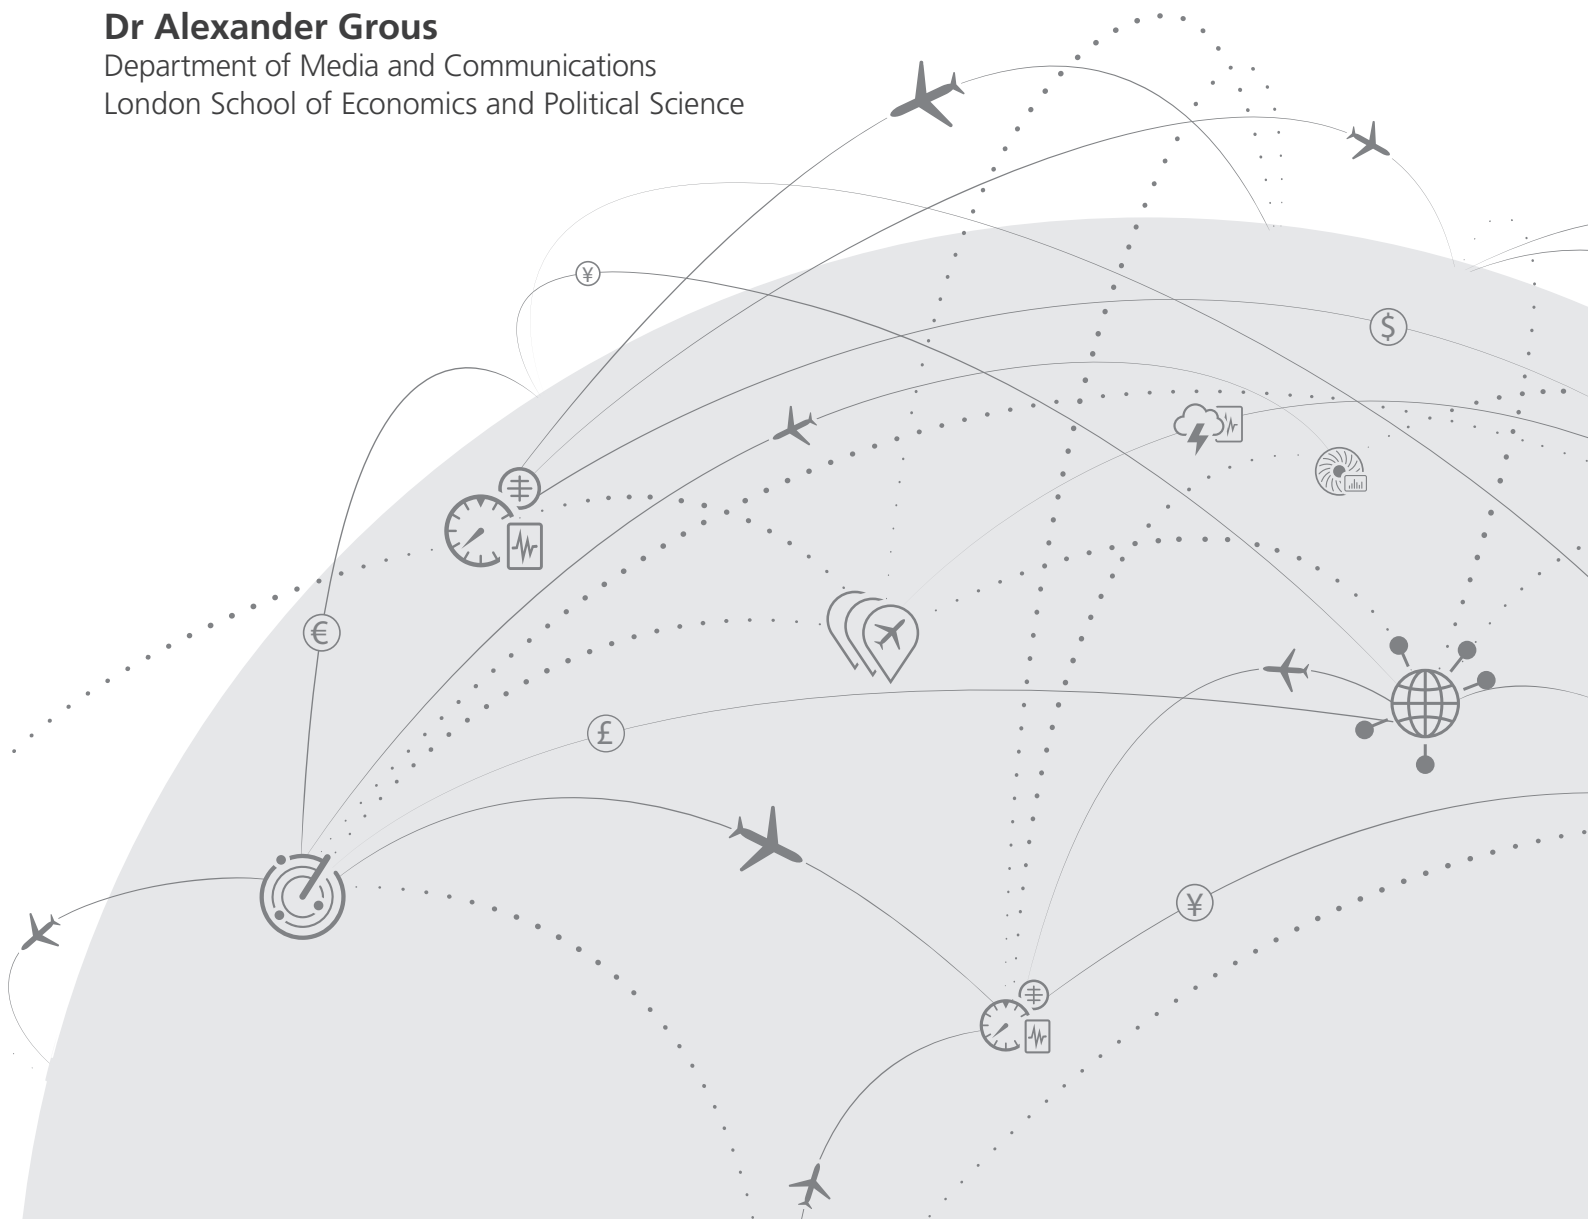 Dr Alexander Grous
Department of Media and Communications
London School of Economics and Political Science
¥
$
€
£
¥